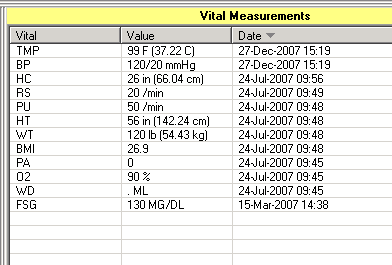 Vital Measurements
Vital Value Date
TMP 99 F (37.22 C) 27-Dec-2007 15:19
BP 120/20 mmHg 27-Dec-2007 15:19
HC 26 in (66.04 cm) 24-Jul-2007 09:56
RS 20 /min 24-Jul-2007 09:49
PU 50 /min 24-Jul-2007 09:48
HT 56 in (142.24 cm) 24-Jul-2007 09:48
WT 120 lb (54.43 kg) 24-Jul-2007 09:48
BMI 26.9 24-Jul-2007 09:48
PA 0 24-Jul-2007 09:45
O2 90 % 24-Jul-2007 09:45
WD . ML 24-Jul-2007 09:45
FSG 130 MG/DL 15-Mar-2007 14:38